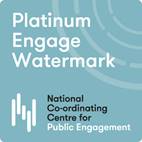 Platinum
Engage
Watermark
National
Co-ordinating
Centre for
Public Engagement